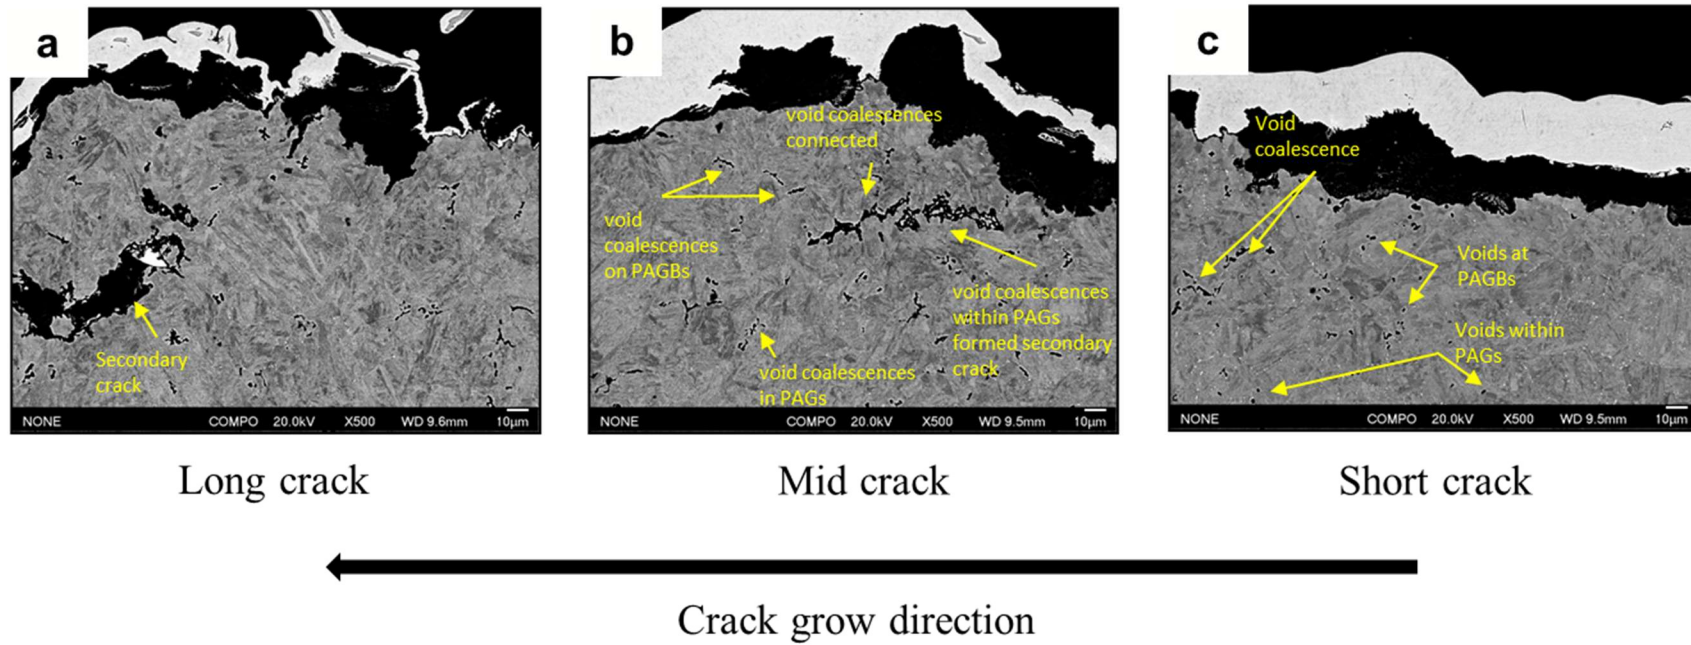 a
Secondary
crack
NONE COMPO 20.0kV X500 WD 9.6mm 10µm
b
void coalescences
connected
void
coalescences
on PAGBs
void coalescences
within PAGs
formed secondary
crack
void coalescences
in PAGs
NONE COMPO 20.0kV X500 WD 9.5mm 10µm
c
Void
coalescence
Voids at
PAGBs
Voids within
PAGs
NONE COMPO 20.0kV X500 WD 9.5mm 10µm
Long crack
Mid crack
Short crack
Crack grow direction